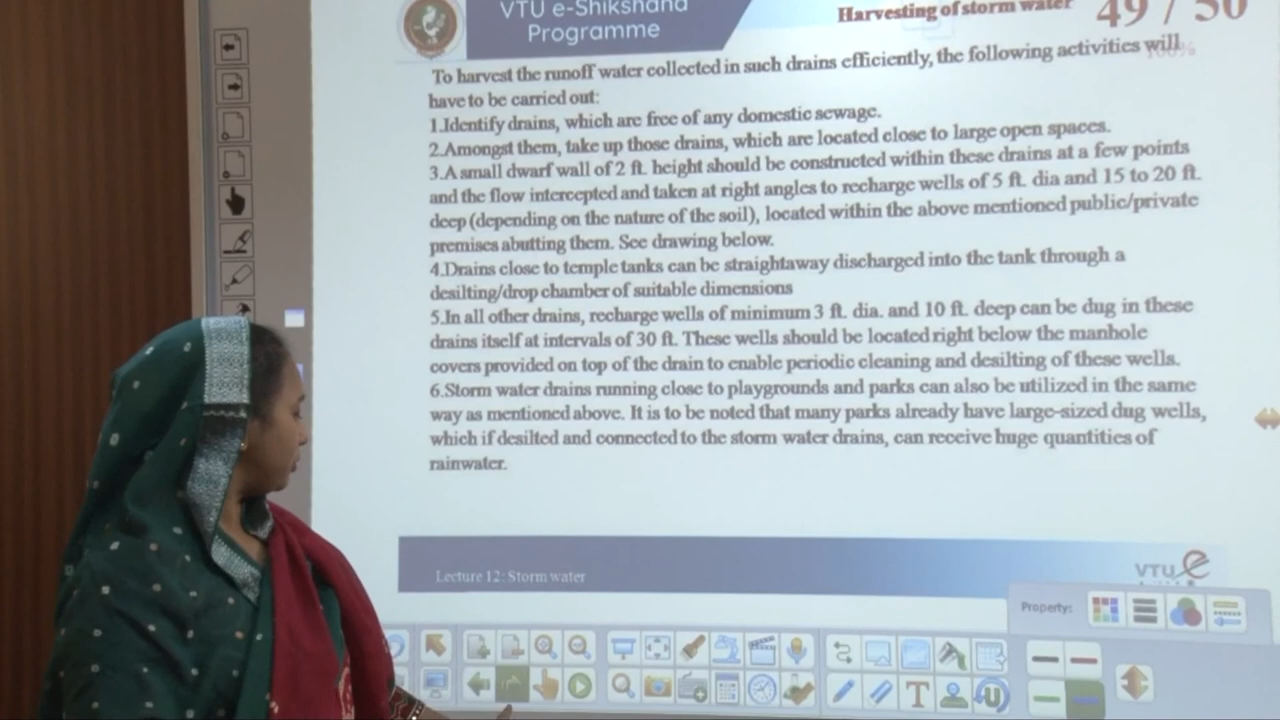 VTU e-Shikshana
Programme
Harvesting of storm water
49 / 50
100%
To harvest the runoff water collected in such drains efficiently, the following activities will
have to be carried out:
1.Identify drains, which are free of any domestic sewage.
2.Amongst them, take up those drains, which are located close to large open spaces.
3.A small dwarf wall of 2 ft. height should be constructed within these drains at a few points
and the flow intercepted and taken at right angles to recharge wells of 5 ft. dia and 15 to 20 ft.
deep (depending on the nature of the soil), located within the above mentioned public/private
premises abutting them. See drawing below.
4.Drains close to temple tanks can be straightaway discharged into the tank through a
desilting/drop chamber of suitable dimensions
5.In all other drains, recharge wells of minimum 3 ft. dia. and 10 ft. deep can be dug in these
drains itself at intervals of 30 ft. These wells should be located right below the manhole
covers provided on top of the drain to enable periodic cleaning and desilting of these wells.
6.Storm water drains running close to playgrounds and parks can also be utilized in the same
way as mentioned above. It is to be noted that many parks already have large-sized dug wells,
which if desilted and connected to the storm water drains, can receive huge quantities of
rainwater.
Lecture 12: Storm water
VTU e
Property: